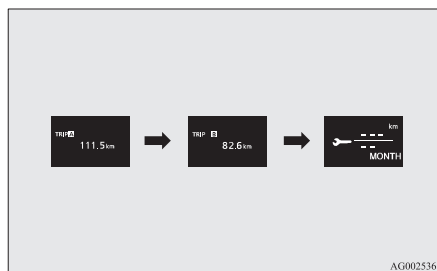 TRIP A
111.5 km
TRIP B
82.6 km
km
---
--
MONTH
AG002536